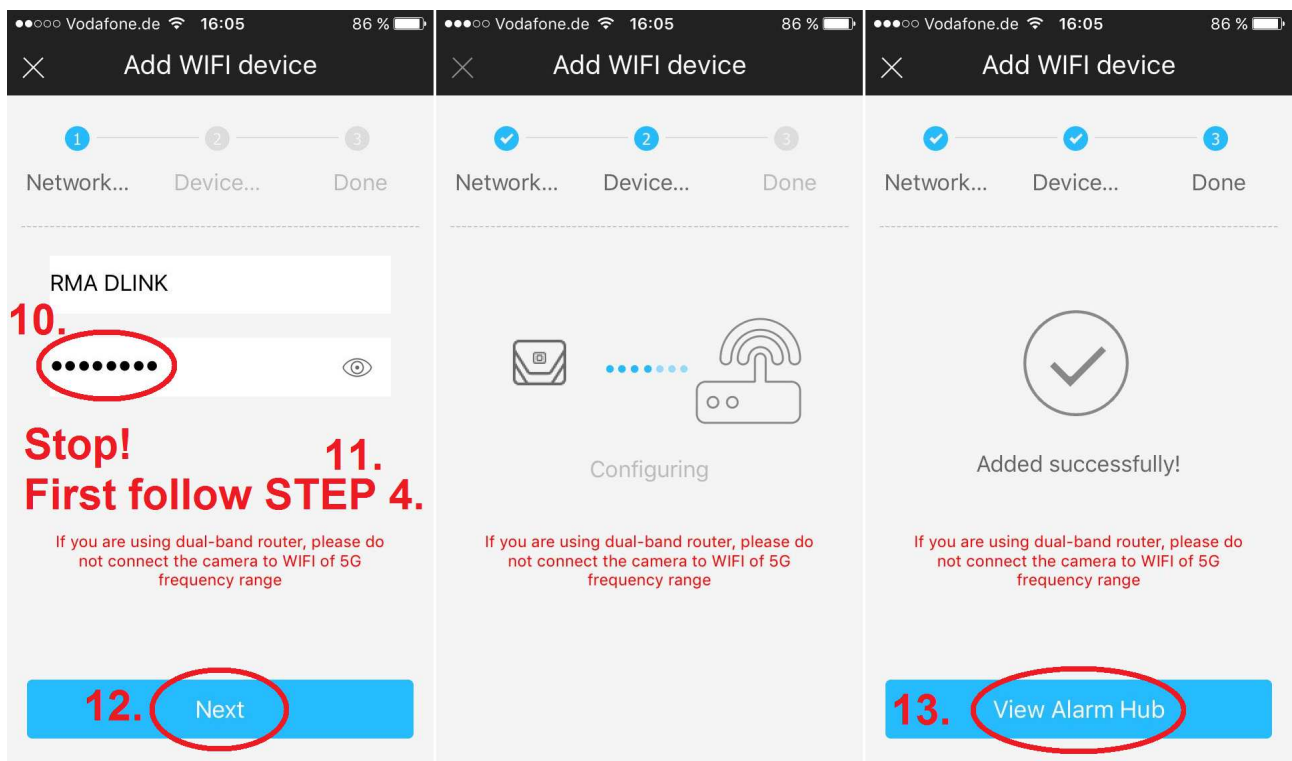 Vodafone.de 16:05 86 %
Add WIFI device
1 2 3
Network... Device... Done
RMA DLINK
10.
••••••••
Stop! 11.
First follow STEP 4.
If you are using dual-band router, please do
not connect the camera to WIFI of 5G
frequency range
12. Next
Vodafone.de 16:05 86 %
Add WIFI device
2 3
Network... Device... Done
Configuring
If you are using dual-band router, please do
not connect the camera to WIFI of 5G
frequency range
Vodafone.de 16:05 86 %
Add WIFI device
3
Network... Device... Done
Added successfully!
If you are using dual-band router, please do
not connect the camera to WIFI of 5G
frequency range
13. View Alarm Hub